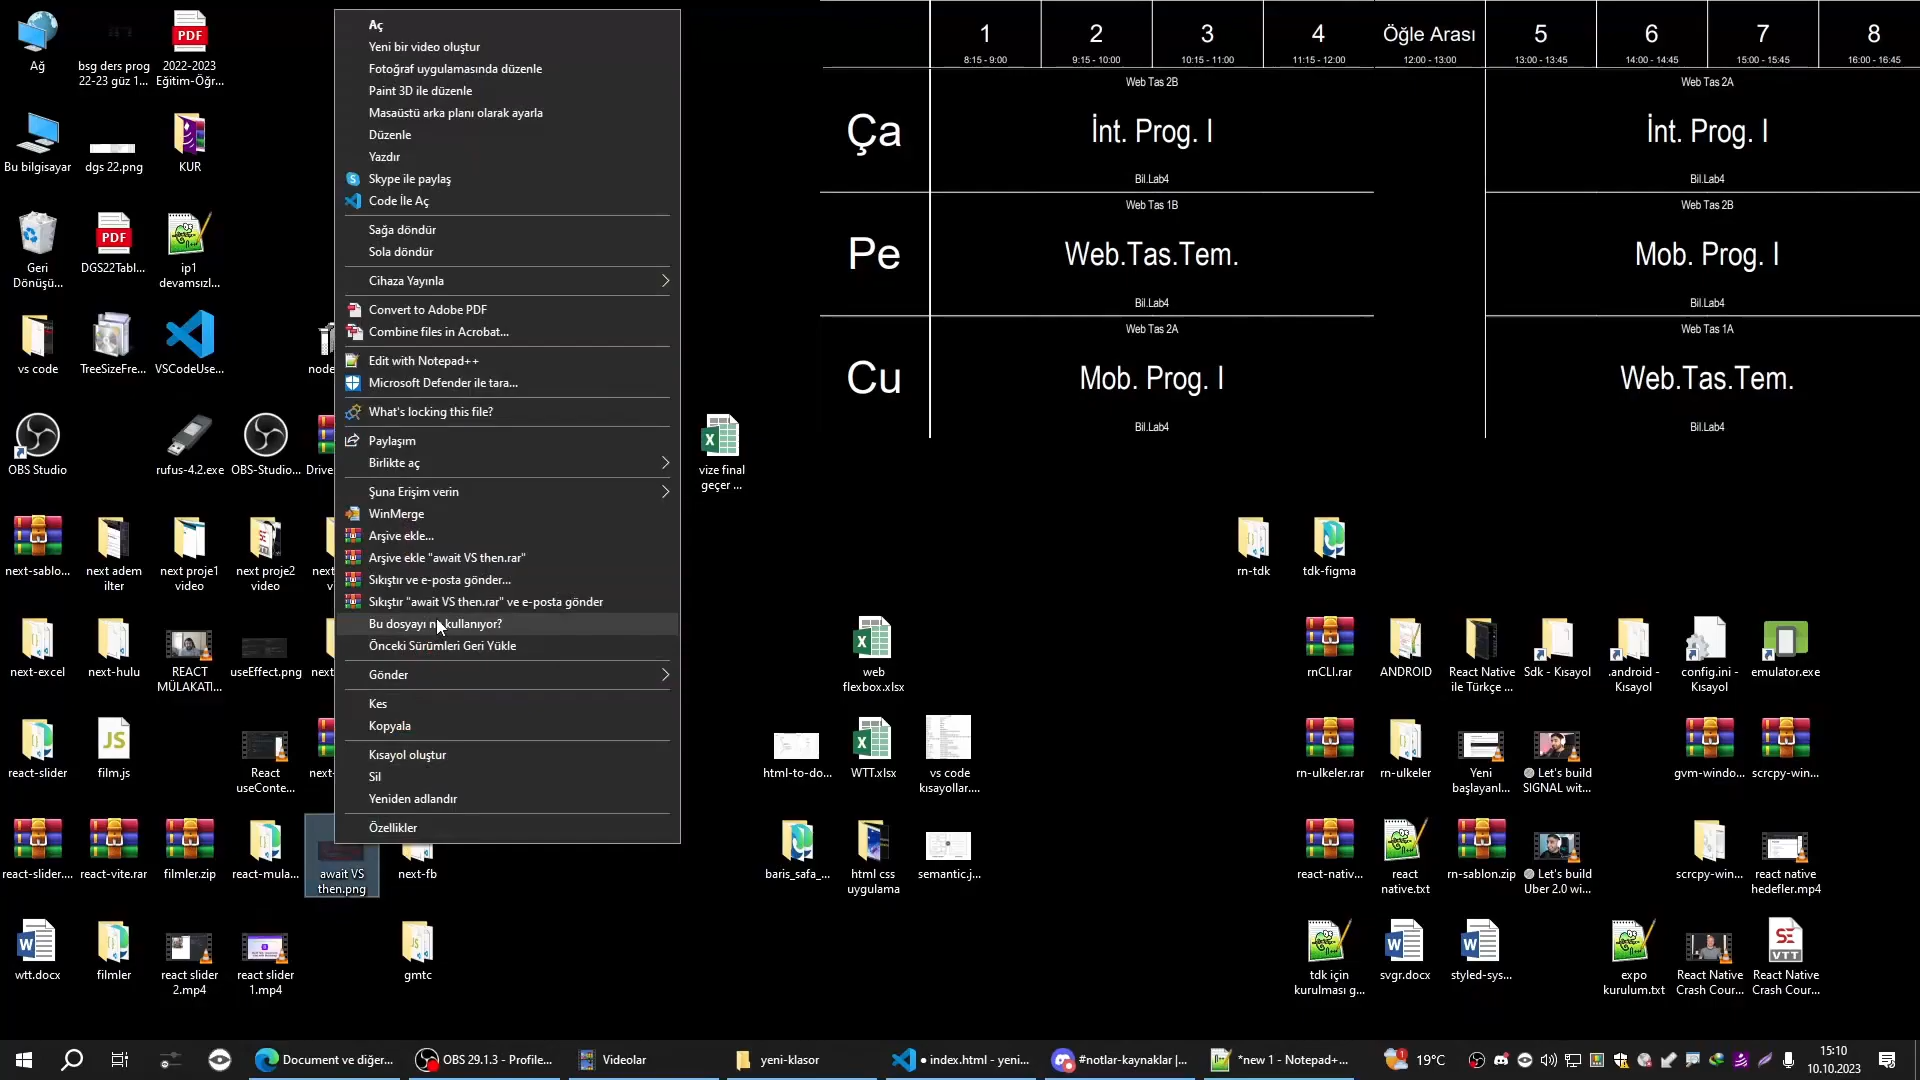 Ağ
bsg ders prog
22-23 güz 1...
2022-2023
Eğitim-Öğr...
Bu bilgisayar
dgs 22.png
KUR
Geri
Dönüşü...
DGS22Tabl...
ip1
devamsızl...
vs code
TreeSizeFre...
VSCodeUse...
node
OBS Studio
rufus-4.2.exe
OBS-Studio...
Drive
next-sablo...
next adem
ilter
next proje1
video
next proje2
video
next
next-excel
next-hulu
REACT
MÜLAKATI...
useEffect.png
next
react-slider
film.js
React
useConte...
next-
react-slider....
react-vite.rar
filmler.zip
react-mula...
await VS
then.png
next-fb
wtt.docx
filmler
react slider
2.mp4
react slider
1.mp4
gmtc
Aç
Yeni bir video oluştur
Fotoğraf uygulamasında düzenle
Paint 3D ile düzenle
Masaüstü arka planı olarak ayarla
Düzenle
Yazdır
Skype ile paylaş
Code İle Aç
Sağa döndür
Sola döndür
Cihaza Yayınla
Convert to Adobe PDF
Combine files in Acrobat...
Edit with Notepad++
Microsoft Defender ile tara...
What's locking this file?
Paylaşım
Birlikte aç
Şuna Erişim verin
WinMerge
Arşive ekle...
Arşive ekle "await VS then.rar"
Sıkıştır ve e-posta gönder...
Sıkıştır "await VS then.rar" ve e-posta gönder
Bu dosyayı ne kullanıyor?
Önceki Sürümleri Geri Yükle
Gönder
Kes
Kopyala
Kısayol oluştur
Sil
Yeniden adlandır
Özellikler
1 2 3 4 Öğle Arası 5 6 7 8
8:15 - 9:00 9:15 - 10:00 10:15 - 11:00 11:15 - 12:00 12:00 - 13:00 13:00 - 13:45 14:00 - 14:45 15:00 - 15:45 16:00 - 16:45
Web Tas 2B Web Tas 2A
Ça İnt. Prog. I İnt. Prog. I
Bil.Lab4 Bil.Lab4
Web Tas 1B Web Tas 2B
Pe Web.Tas.Tem. Mob. Prog. I
Bil.Lab4 Bil.Lab4
Web Tas 2A Web Tas 1A
Cu Mob. Prog. I Web.Tas.Tem.
Bil.Lab4 Bil.Lab4
vize final
geçer ...
rn-tdk
tdk-figma
web
flexbox.xlsx
rnCLI.rar
ANDROID
React Native
ile Türkçe ...
Sdk - Kısayol
.android -
Kısayol
config.ini -
Kısayol
emulator.exe
html-to-do...
WTT.xlsx
vs code
kısayollar....
rn-ulkeler.rar
rn-ulkeler
Yeni
başlayanl...
Let's build
SIGNAL wit...
gvm-windo...
scrcpy-win...
baris_safa_...
html css
uygulama
semantic.j...
react-nativ...
react
native.txt
rn-sablon.zip
Let's build
Uber 2.0 wi...
scrcpy-win...
react native
hedefler.mp4
tdk için
kurulması g...
svgr.docx
styled-sys...
expo
kurulum.txt
React Native
Crash Cour...
React Native
Crash Cour...
Document ve diğer...
OBS 29.1.3 - Profile...
Videolar
yeni-klasor
● index.html - yeni...
#notlar-kaynaklar |...
*new 1 - Notepad+...
1
19°C
15:10
10.10.2023